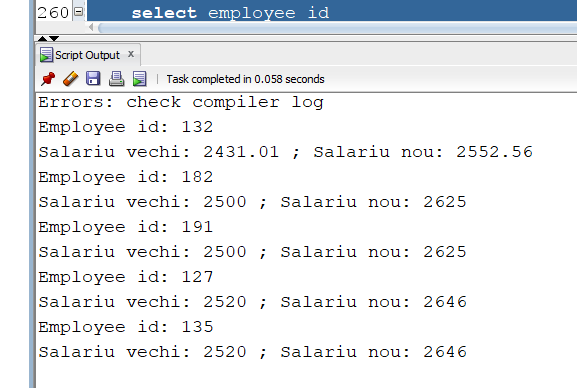 260 select employee id
Script Output x
Task completed in 0.058 seconds
Errors: check compiler log
Employee id: 132
Salariu vechi: 2431.01 ; Salariu nou: 2552.56
Employee id: 182
Salariu vechi: 2500 ; Salariu nou: 2625
Employee id: 191
Salariu vechi: 2500 ; Salariu nou: 2625
Employee id: 127
Salariu vechi: 2520 ; Salariu nou: 2646
Employee id: 135
Salariu vechi: 2520 ; Salariu nou: 2646